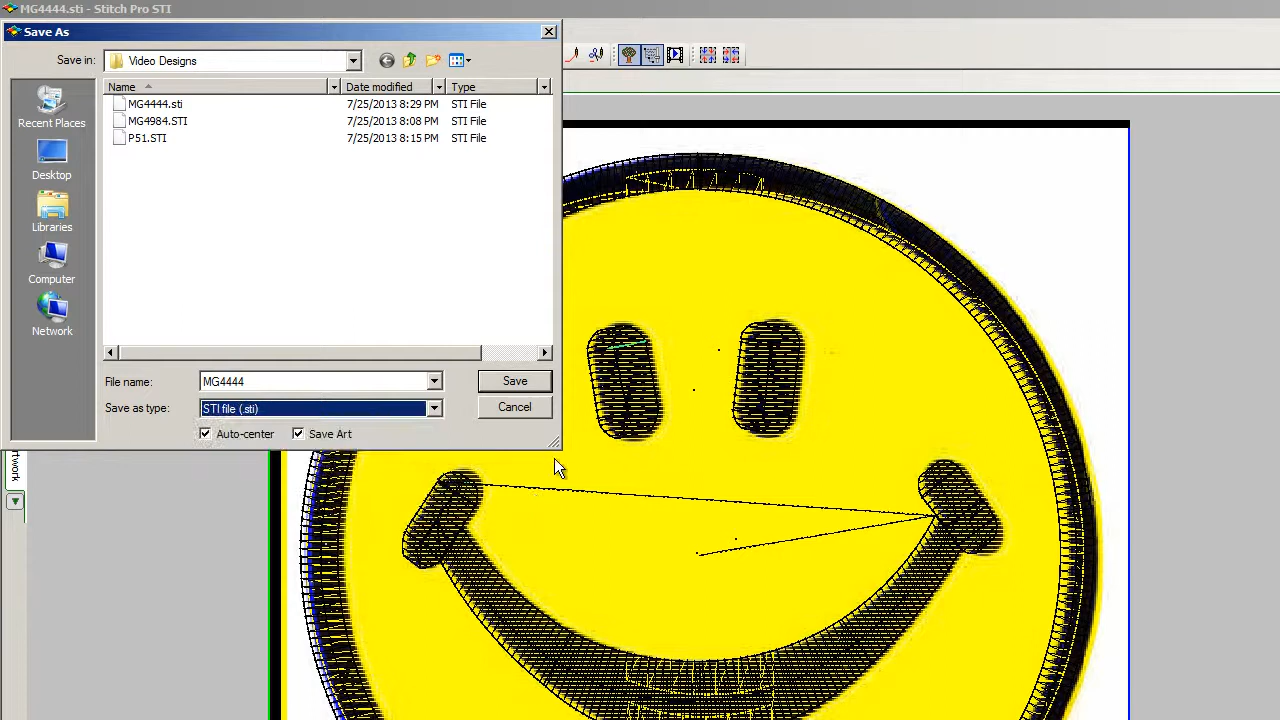 MG4444.sti - Stitch Pro STI
Save As
Save in: Video Designs
Name Date modified Type
MG4444.sti 7/25/2013 8:29 PM STI File
MG4984.STI 7/25/2013 8:08 PM STI File
P51.STI 7/25/2013 8:15 PM STI File
Recent Places
Desktop
Libraries
Computer
Network
File name: MG4444 Save
Save as type: STI file (.sti) Cancel
Auto-center Save Art